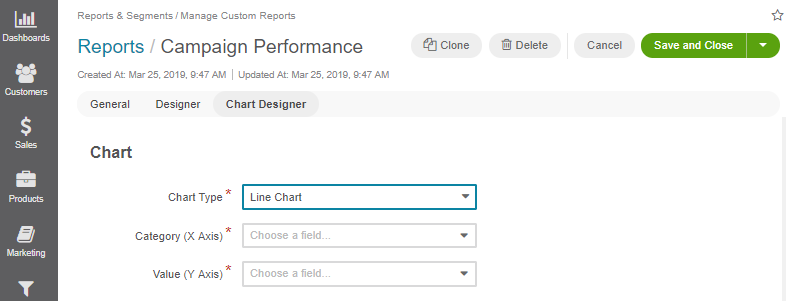 Reports & Segments / Manage Custom Reports
Dashboards
Customers
Sales
Products
Marketing
Reports / Campaign Performance
Clone
Delete
Cancel
Save and Close
Created At: Mar 25, 2019, 9:47 AM | Updated At: Mar 25, 2019, 9:47 AM
General
Designer
Chart Designer
Chart
Chart Type * Line Chart
Category (X Axis) * Choose a field...
Value (Y Axis) * Choose a field...